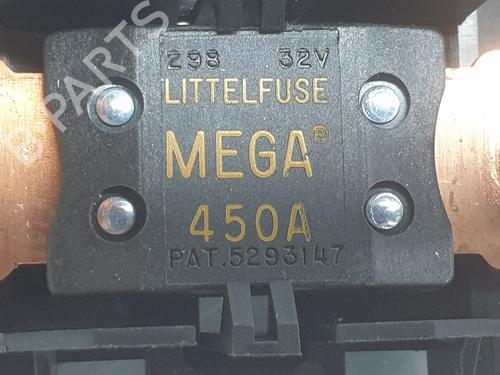 298 32V
LITTELFUSE
MEGA®
450A
PAT.5293147